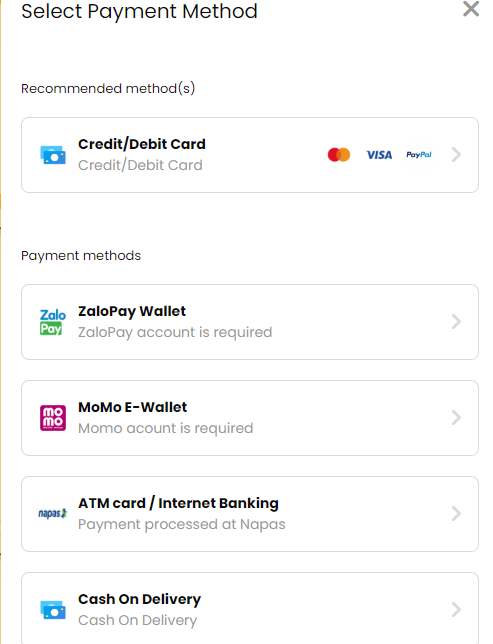 Select Payment Method
Recommended method(s)
Credit/Debit Card
Credit/Debit Card
VISA
PayPal
Payment methods
Zalo
Pay
ZaloPay Wallet
ZaloPay account is required
mo
mo
MoMo E-Wallet
Momo acount is required
napas
ATM card / Internet Banking
Payment processed at Napas
Cash On Delivery
Cash On Delivery